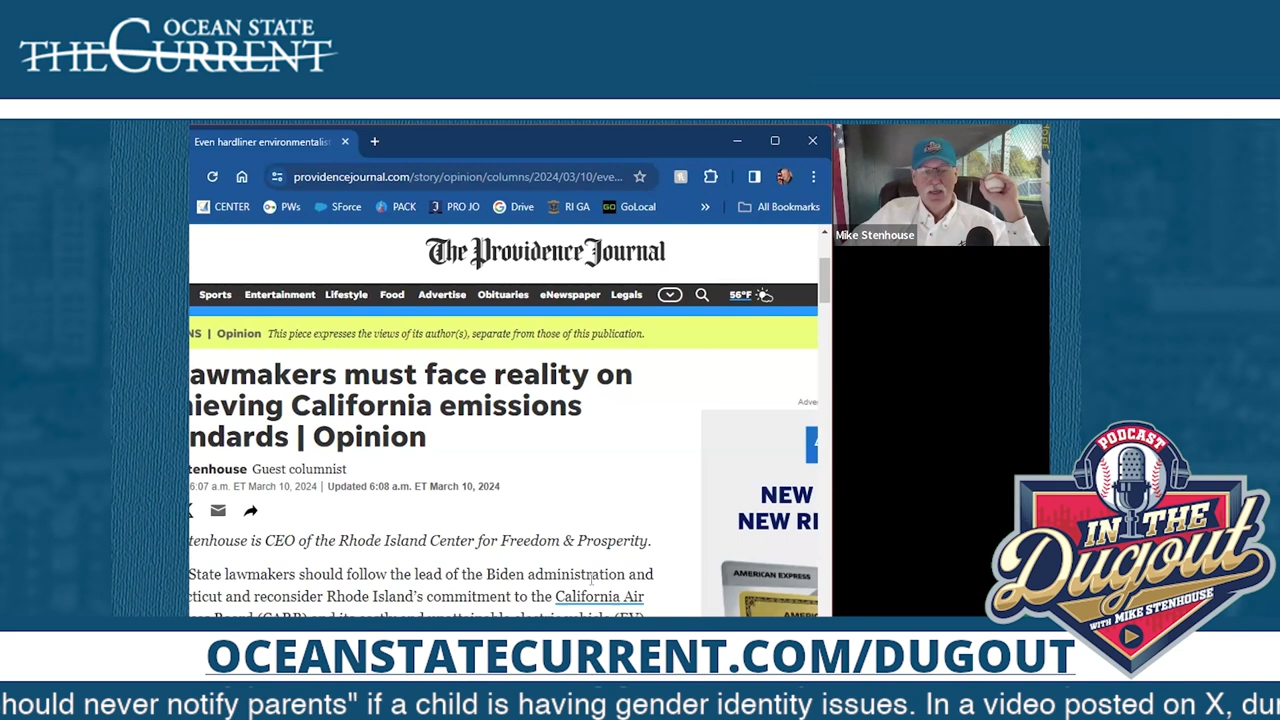 OCEAN STATE
THE CURRENT
Even hardliner environmentalis
providencejournal.com/story/opinion/columns/2024/03/10/eve...
CENTER PWs SForce PACK PRO JO Drive RI GA GoLocal » All Bookmarks
Mike Stenhouse
The Providence Journal
Sports Entertainment Lifestyle Food Advertise Obituaries eNewspaper Legals 56°F
NS | Opinion This piece expresses the views of its author(s), separate from those of this publication.
awmakers must face reality on
ieving California emissions
ndards | Opinion
tenhouse Guest columnist
6:07 a.m. ET March 10, 2024 | Updated 6:08 a.m. ET March 10, 2024
Adve
NEW
NEW RI
tenhouse is CEO of the Rhode Island Center for Freedom & Prosperity.
State lawmakers should follow the lead of the Biden administration and
cticut and reconsider Rhode Island's commitment to the California Air
AMERICAN EXPRESS
PODCAST
IN THE
Dugout
WITH MIKE STENHOUSE
OCEANSTATECURRENT.COM/DUGOUT
hould never notify parents" if a child is having gender identity issues. In a video posted on X, du